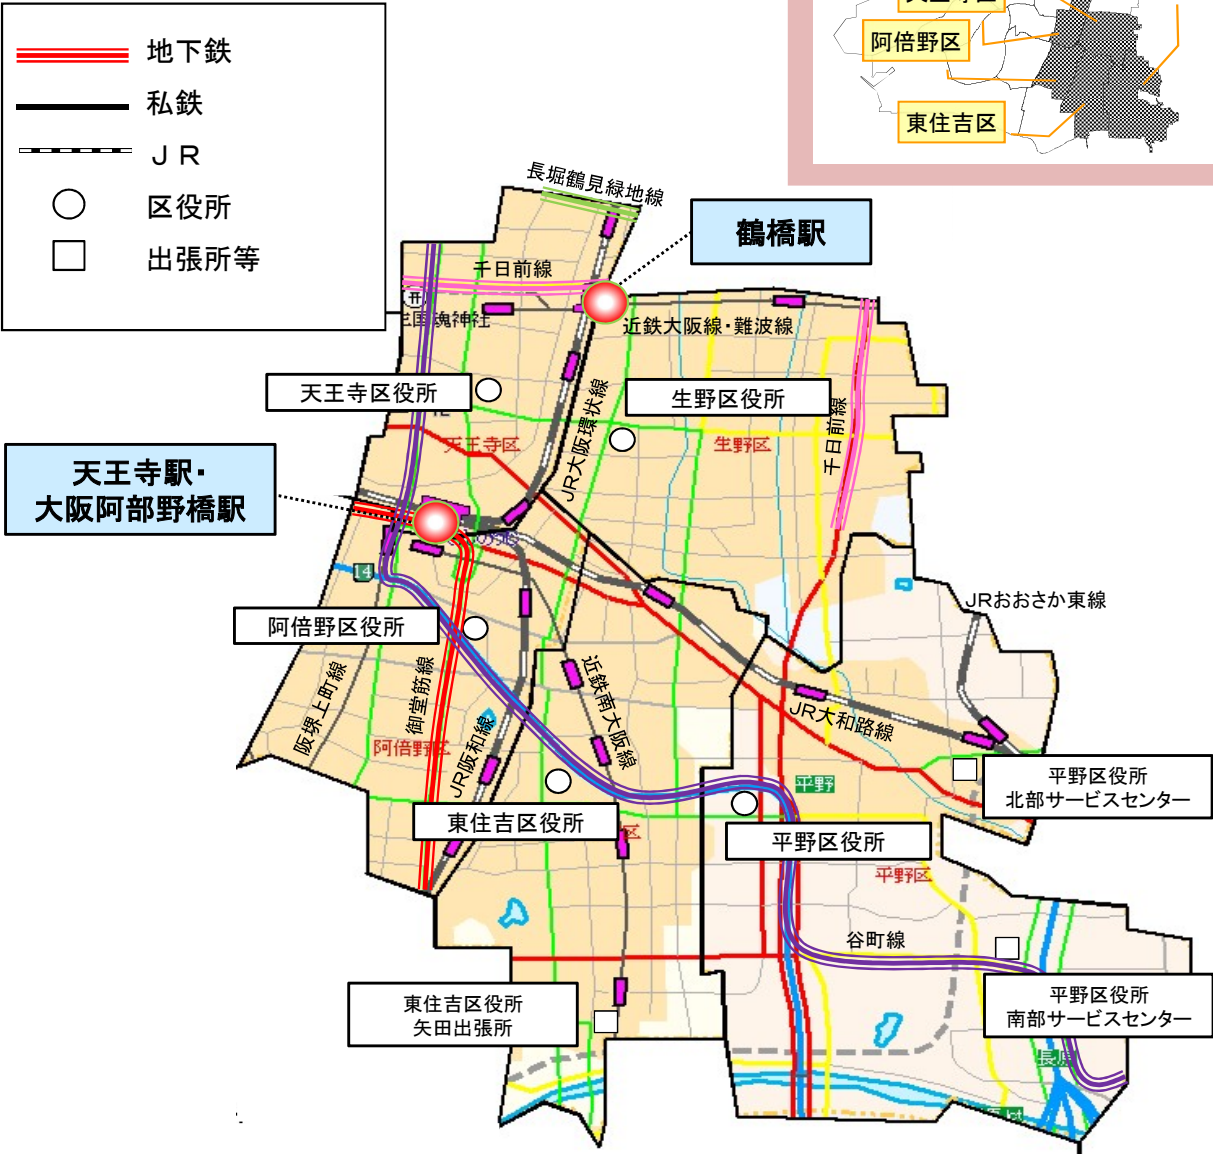 地下鉄
私鉄
ＪＲ
区役所
出張所等
阿倍野区
東住吉区
長堀鶴見緑地線
鶴橋駅
千日前線
近鉄大阪線・難波線
天王寺区役所
生野区役所
JR大阪環状線
千日前線
天王寺区
生野区
天王寺駅・
大阪阿部野橋駅
14
JRおおさか東線
阿倍野区役所
阪堺上町線
御堂筋線
近鉄南大阪線
JR阪和線
JR大和路線
阿倍野区
平野
平野区役所
北部サービスセンター
東住吉区役所
平野区役所
平野区
谷町線
東住吉区役所
矢田出張所
平野区役所
南部サービスセンター